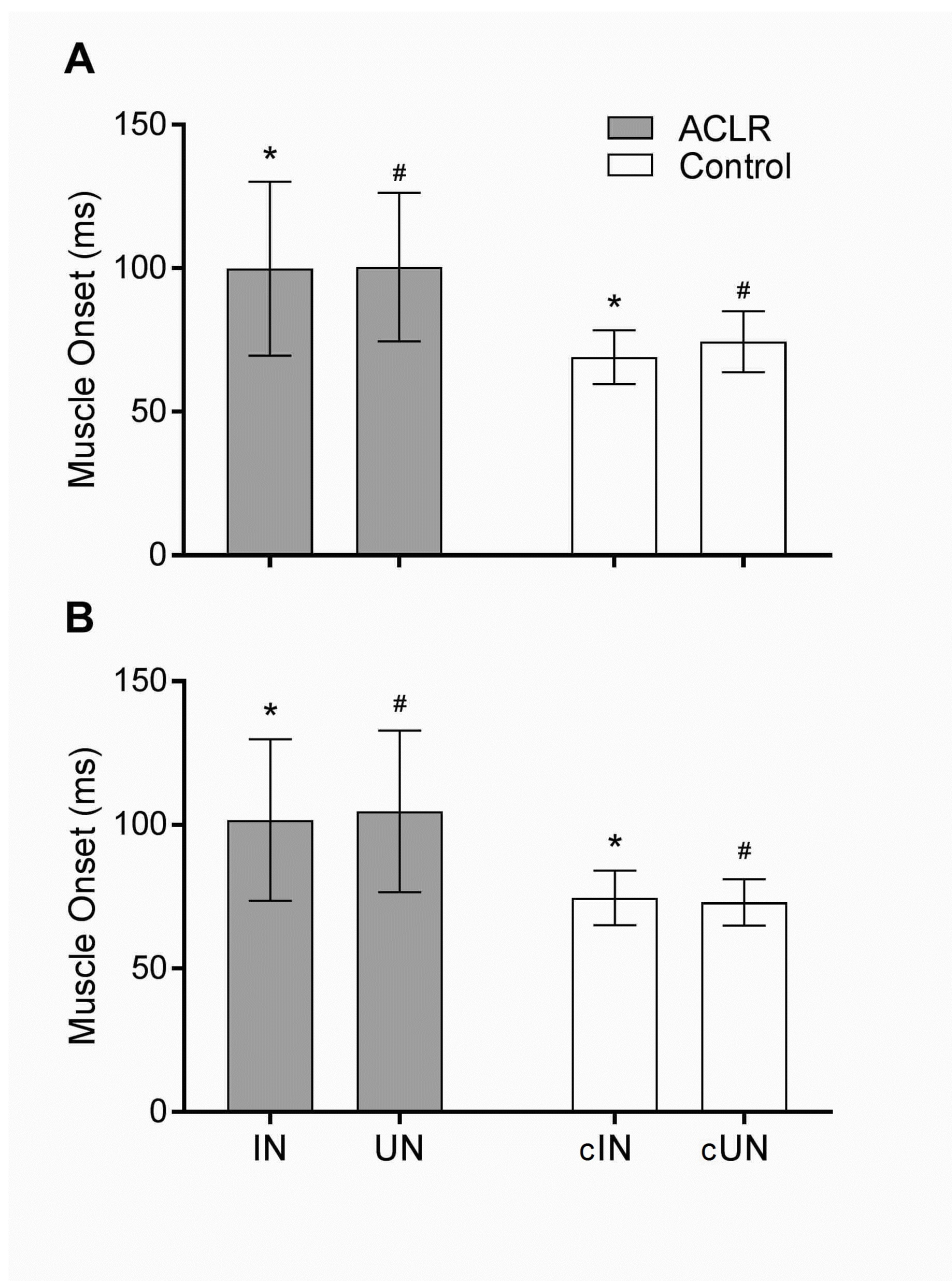 A
150
ACLR
Control
*
#
100
*
#
50
0
Muscle Onset (ms)
B
150
*
#
100
*
#
50
0
Muscle Onset (ms)
IN UN cIN cUN